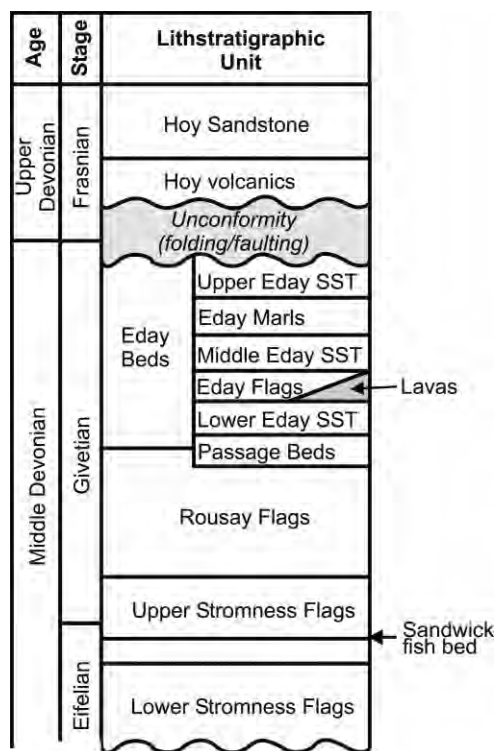 Age
Stage
Lithstratigraphic
Unit
Upper
Devonian
Frasnian
Hoy Sandstone
Hoy volcanics
Unconformity
(folding/faulting)
Middle Devonian
Givetian
Eday
Beds
Upper Eday SST
Eday Marls
Middle Eday SST
Eday Flags
Lavas
Lower Eday SST
Passage Beds
Rousay Flags
Upper Stromness Flags
Sandwick
fish bed
Eifelian
Lower Stromness Flags